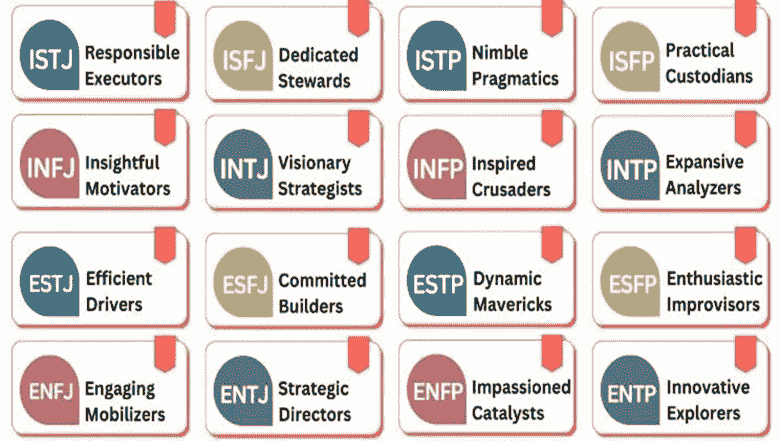 ISTJ Responsible
Executors
ISFJ Dedicated
Stewards
ISTP Nimble
Pragmatics
ISFP Practical
Custodians
INFJ Insightful
Motivators
INTJ Visionary
Strategists
INFP Inspired
Crusaders
INTP Expansive
Analyzers
ESTJ Efficient
Drivers
ESFJ Committed
Builders
ESTP Dynamic
Mavericks
ESFP Enthusiastic
Improvisors
ENFJ Engaging
Mobilizers
ENTJ Strategic
Directors
ENFP Impassioned
Catalysts
ENTP Innovative
Explorers